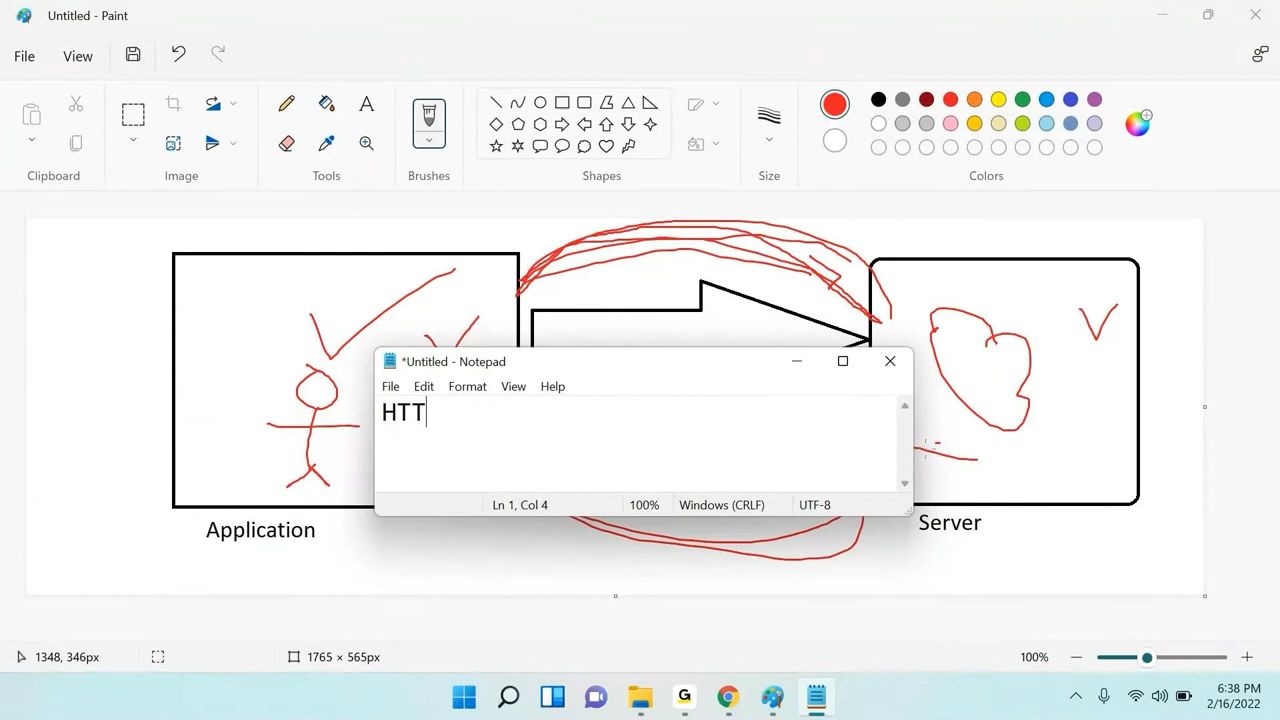 Untitled - Paint
File View
Clipboard
Image
Tools
Brushes
Shapes
Size
Colors
*Untitled - Notepad
File Edit Format View Help
HTT
Ln 1, Col 4 100% Windows (CRLF) UTF-8
Application
Server
1348, 346px
1765 × 565px
100%
G
6:38 PM
2/16/2022